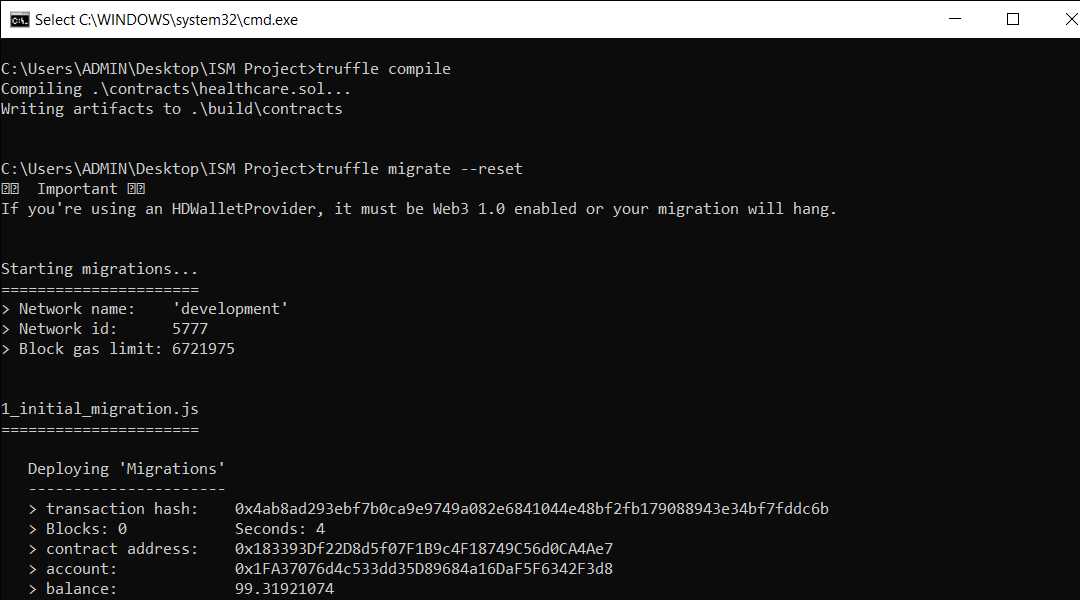 Select C:\WINDOWS\system32\cmd.exe
C:\Users\ADMIN\Desktop\ISM Project>truffle compile
Compiling .\contracts\healthcare.sol...
Writing artifacts to .\build\contracts
C:\Users\ADMIN\Desktop\ISM Project>truffle migrate --reset
⍰⍰  Important ⍰⍰
If you're using an HDWalletProvider, it must be Web3 1.0 enabled or your migration will hang.
Starting migrations...
======================
> Network name:    'development'
> Network id:      5777
> Block gas limit: 6721975
1_initial_migration.js
======================
   Deploying 'Migrations'
   ----------------------
   > transaction hash:    0x4ab8ad293ebf7b0ca9e9749a082e6841044e48bf2fb179088943e34bf7fddc6b
   > Blocks: 0            Seconds: 4
   > contract address:    0x183393Df22D8d5f07F1B9c4F18749C56d0CA4Ae7
   > account:             0x1FA37076d4c533dd35D89684a16DaF5F6342F3d8
   > balance:             99.31921074